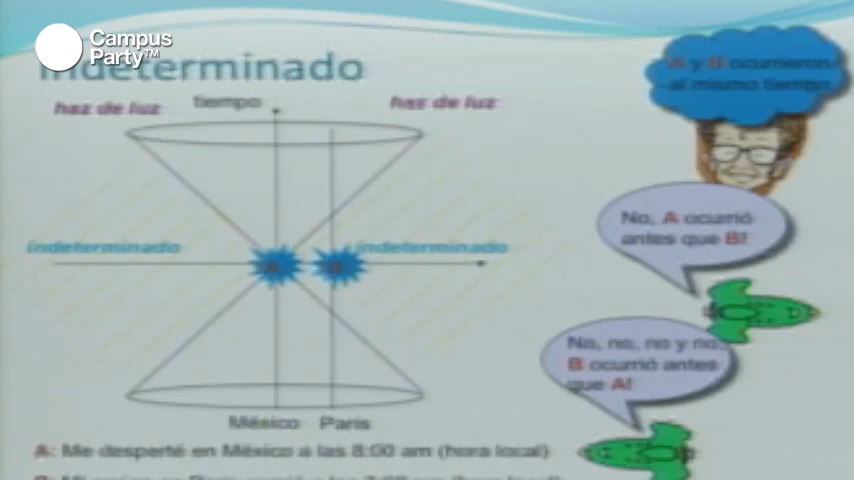 Campus
Party™
Indeterminado
haz de luz
tiempo
haz de luz
A y B ocurrieron
al mismo tiempo
No, A ocurrió
antes que B!
indeterminado
indeterminado
A
B
No, no, no y no,
B ocurrió antes
que A!
México
Paris
A: Me desperté en México a las 8:00 am (hora local)